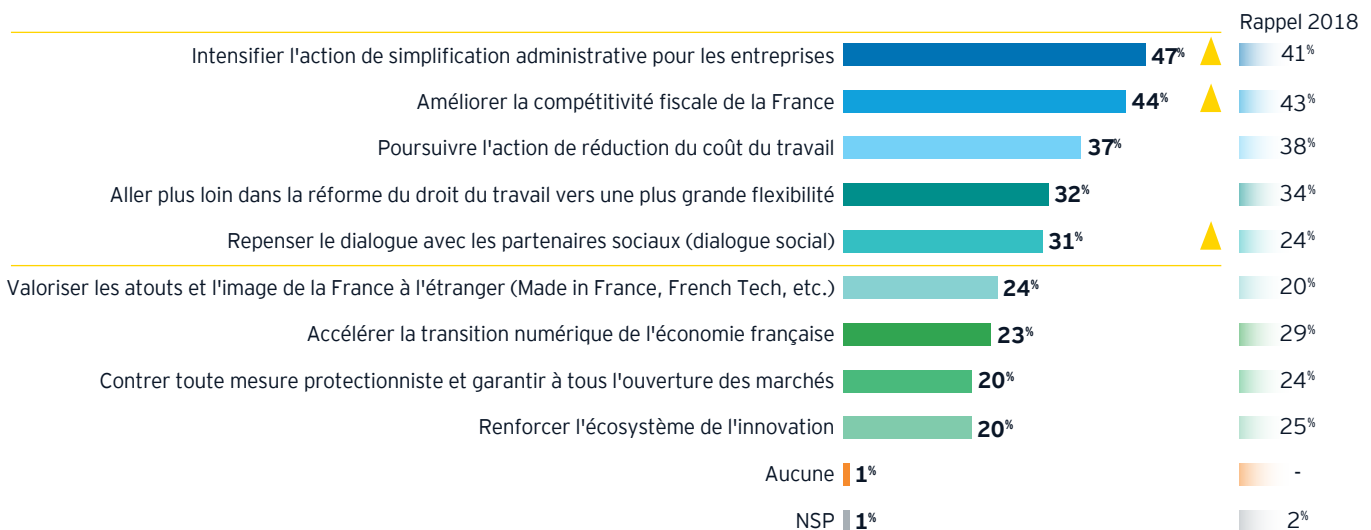 Rappel 2018
Intensifier l'action de simplification administrative pour les entreprises 47% 41%
Améliorer la compétitivité fiscale de la France 44% 43%
Poursuivre l'action de réduction du coût du travail 37% 38%
Aller plus loin dans la réforme du droit du travail vers une plus grande flexibilité 32% 34%
Repenser le dialogue avec les partenaires sociaux (dialogue social) 31% 24%
Valoriser les atouts et l'image de la France à l'étranger (Made in France, French Tech, etc.) 24% 20%
Accélérer la transition numérique de l'économie française 23% 29%
Contrer toute mesure protectionniste et garantir à tous l'ouverture des marchés 20% 24%
Renforcer l'écosystème de l'innovation 20% 25%
Aucune 1% -
NSP 1% 2%